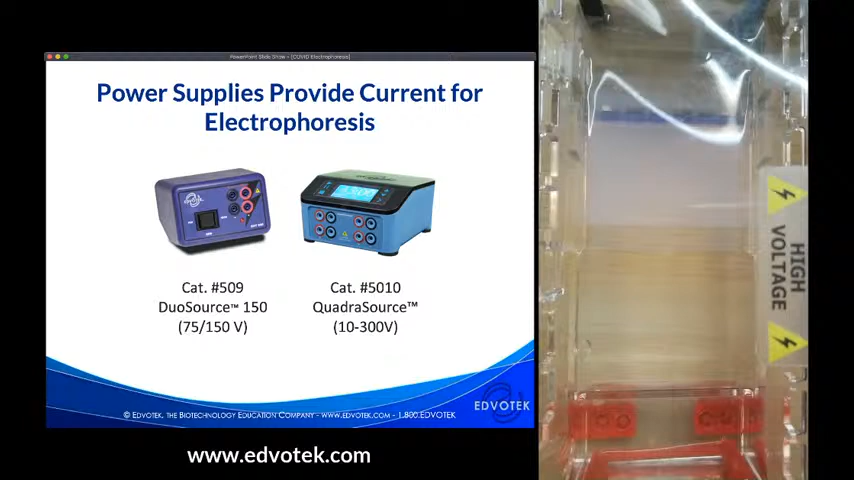 PowerPoint Slide Show - [COVID Electrophoresis]
Power Supplies Provide Current for
Electrophoresis
EDVOTEK
Cat. #509
DuoSource™ 150
(75/150 V)
Cat. #5010
QuadraSource™
(10-300V)
© EDVOTEK, THE BIOTECHNOLOGY EDUCATION COMPANY - WWW.EDVOTEK.COM - 1.800.EDVOTEK
EDVOTEK
www.edvotek.com
HIGH
VOLTAGE